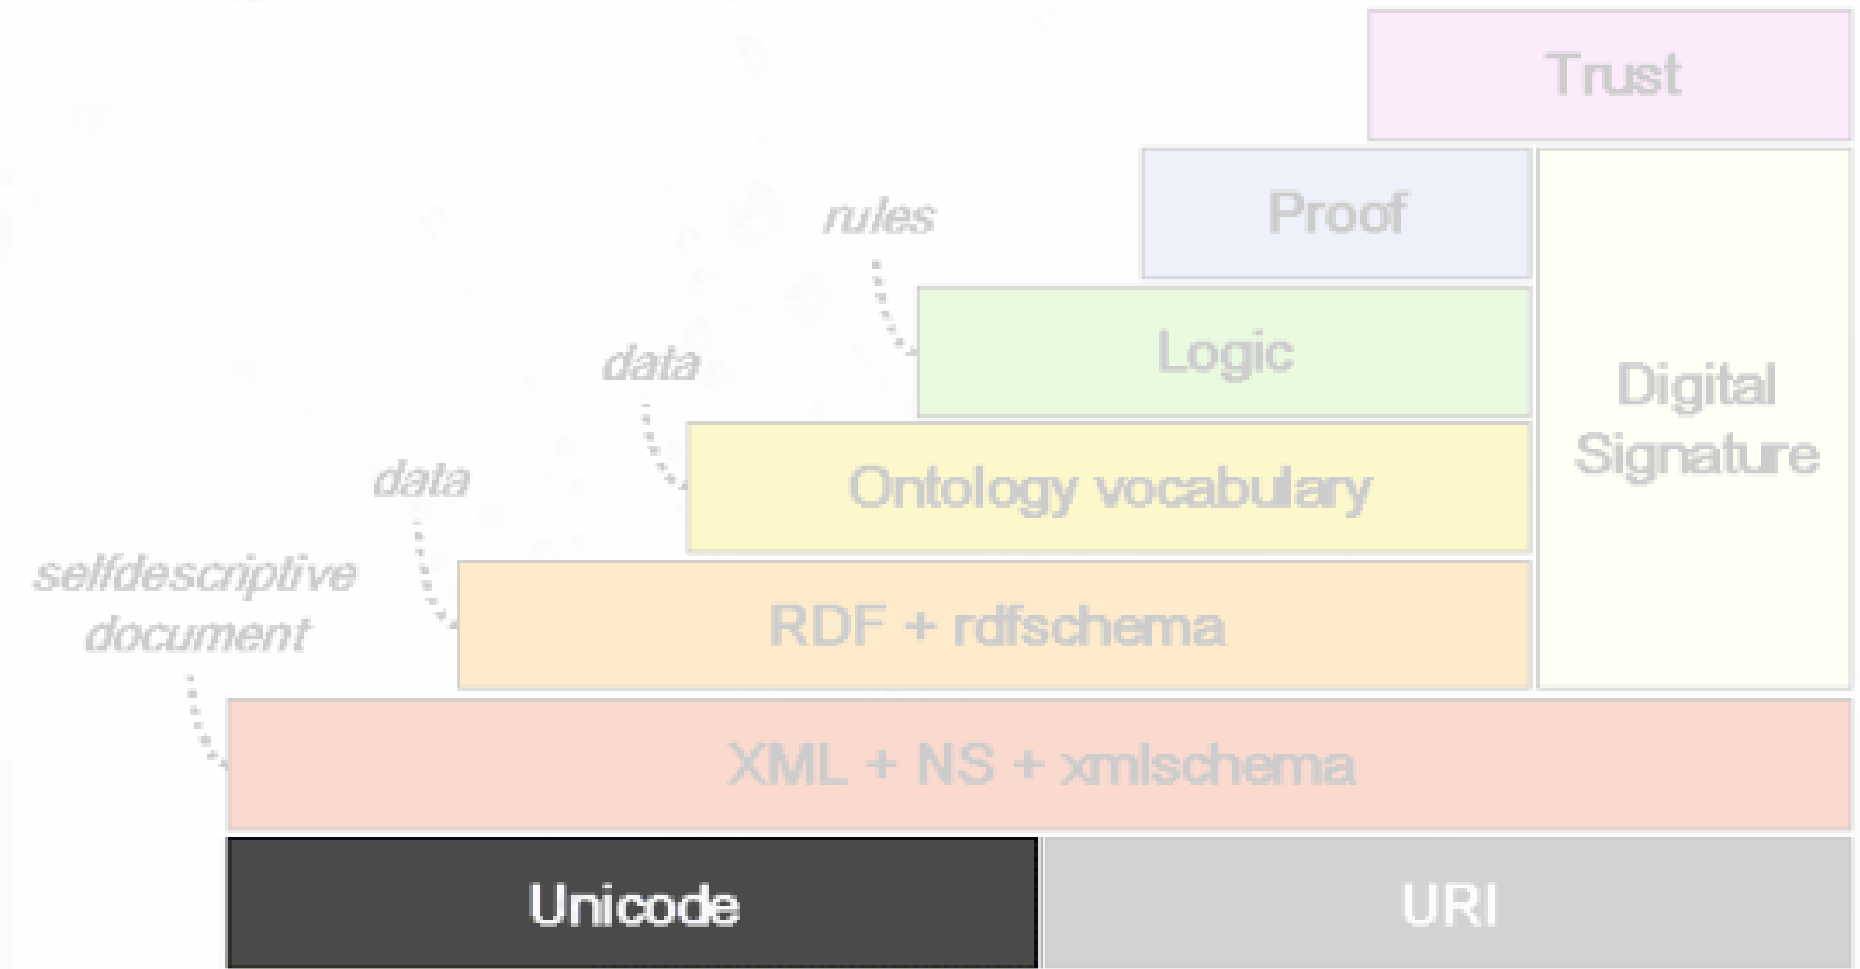 Trust
Proof
rules
Logic
data
Digital
Signature
Ontology vocabulary
data
RDF + rdfschema
selfdescriptive
document
XML + NS + xmlschema
Unicode
URI